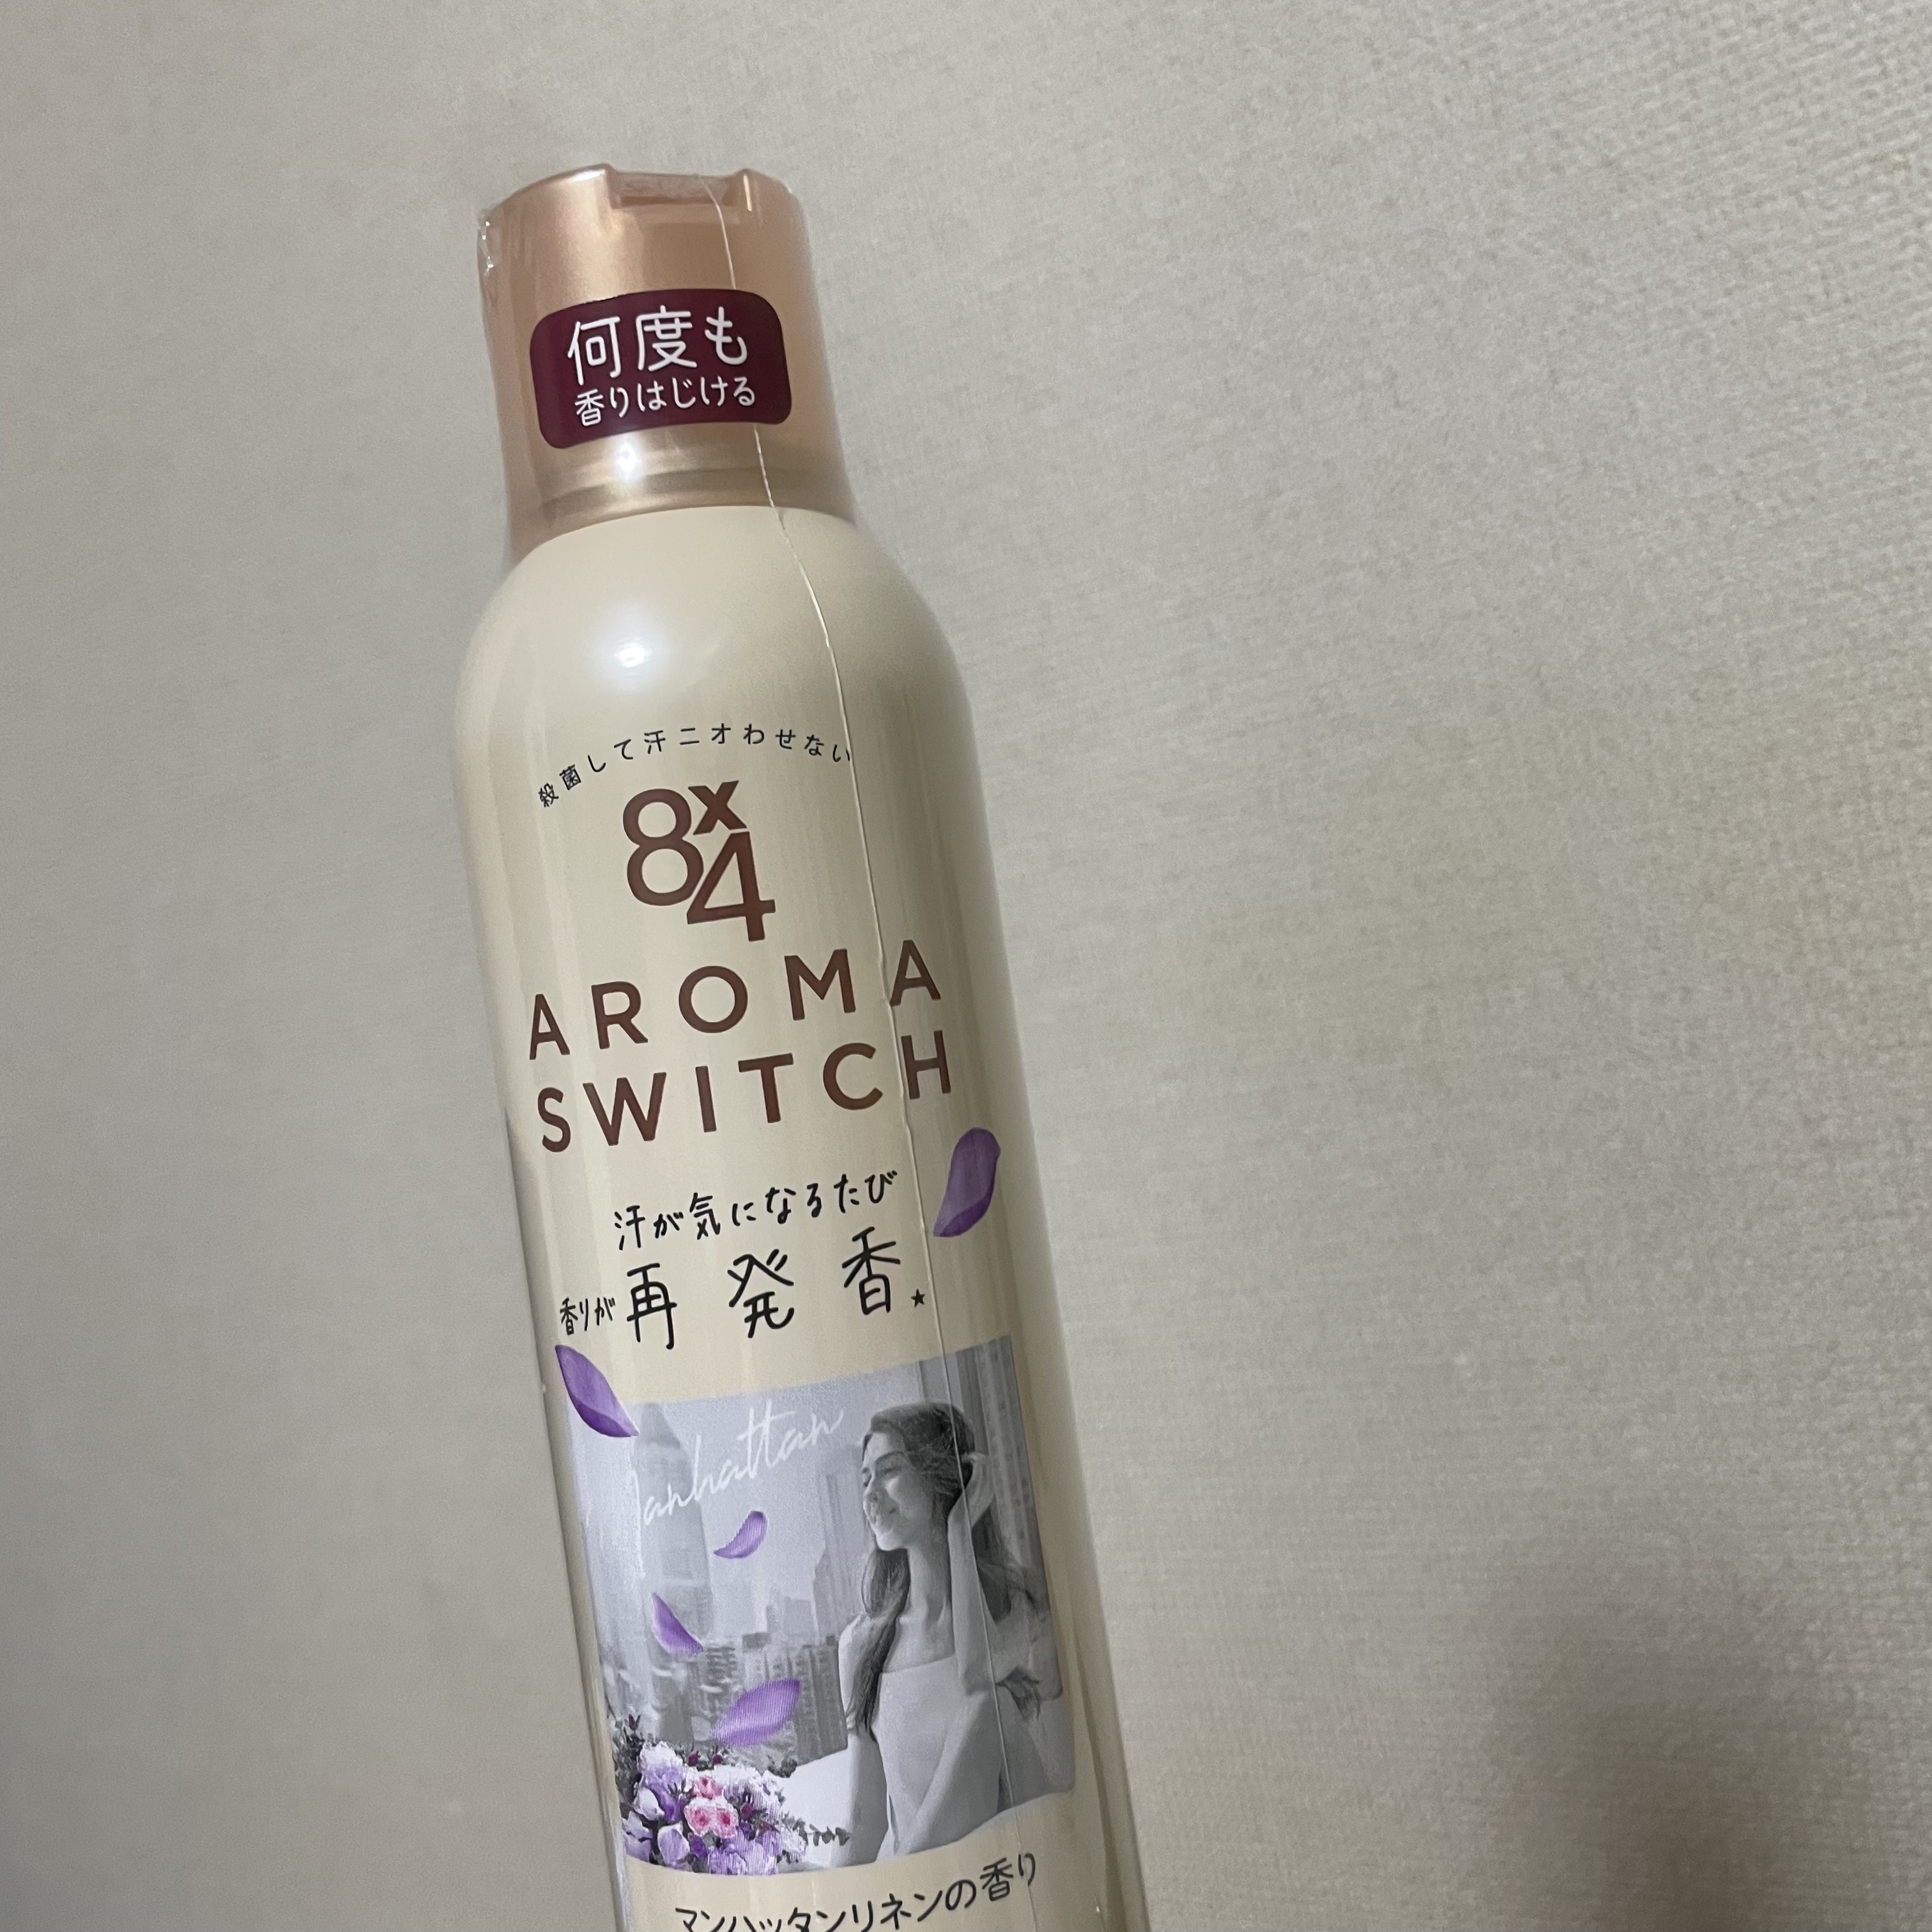 何度も
香りはじける
殺菌して汗ニオわせない
8x4
AROMA
SWITCH
汗が気になるたび
香りが再発香★
Manhattan
マンハッタンリネンの香り